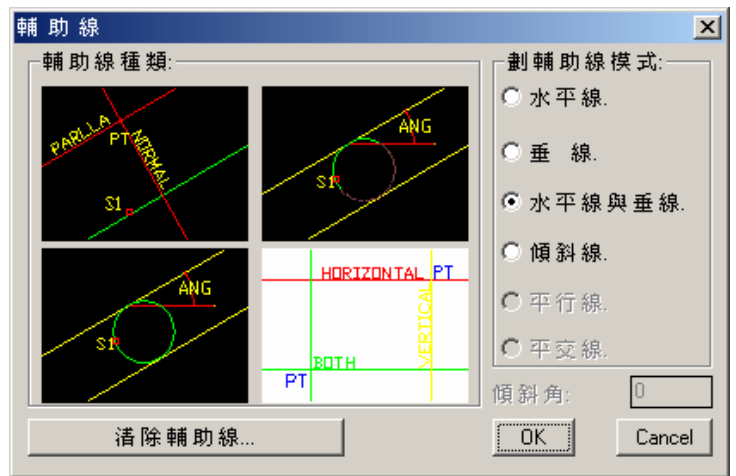 輔助線
輔助線種類:
PARLLA
PT
NORMAL
S1
ANG
S1
ANG
S1
HORIZONTAL PT
VERTICAL
BOTH
PT
清除輔助線...
劃輔助線模式:
水平線.
垂 線.
水平線與垂線.
傾斜線.
平行線.
平交線.
傾斜角: 0
OK Cancel